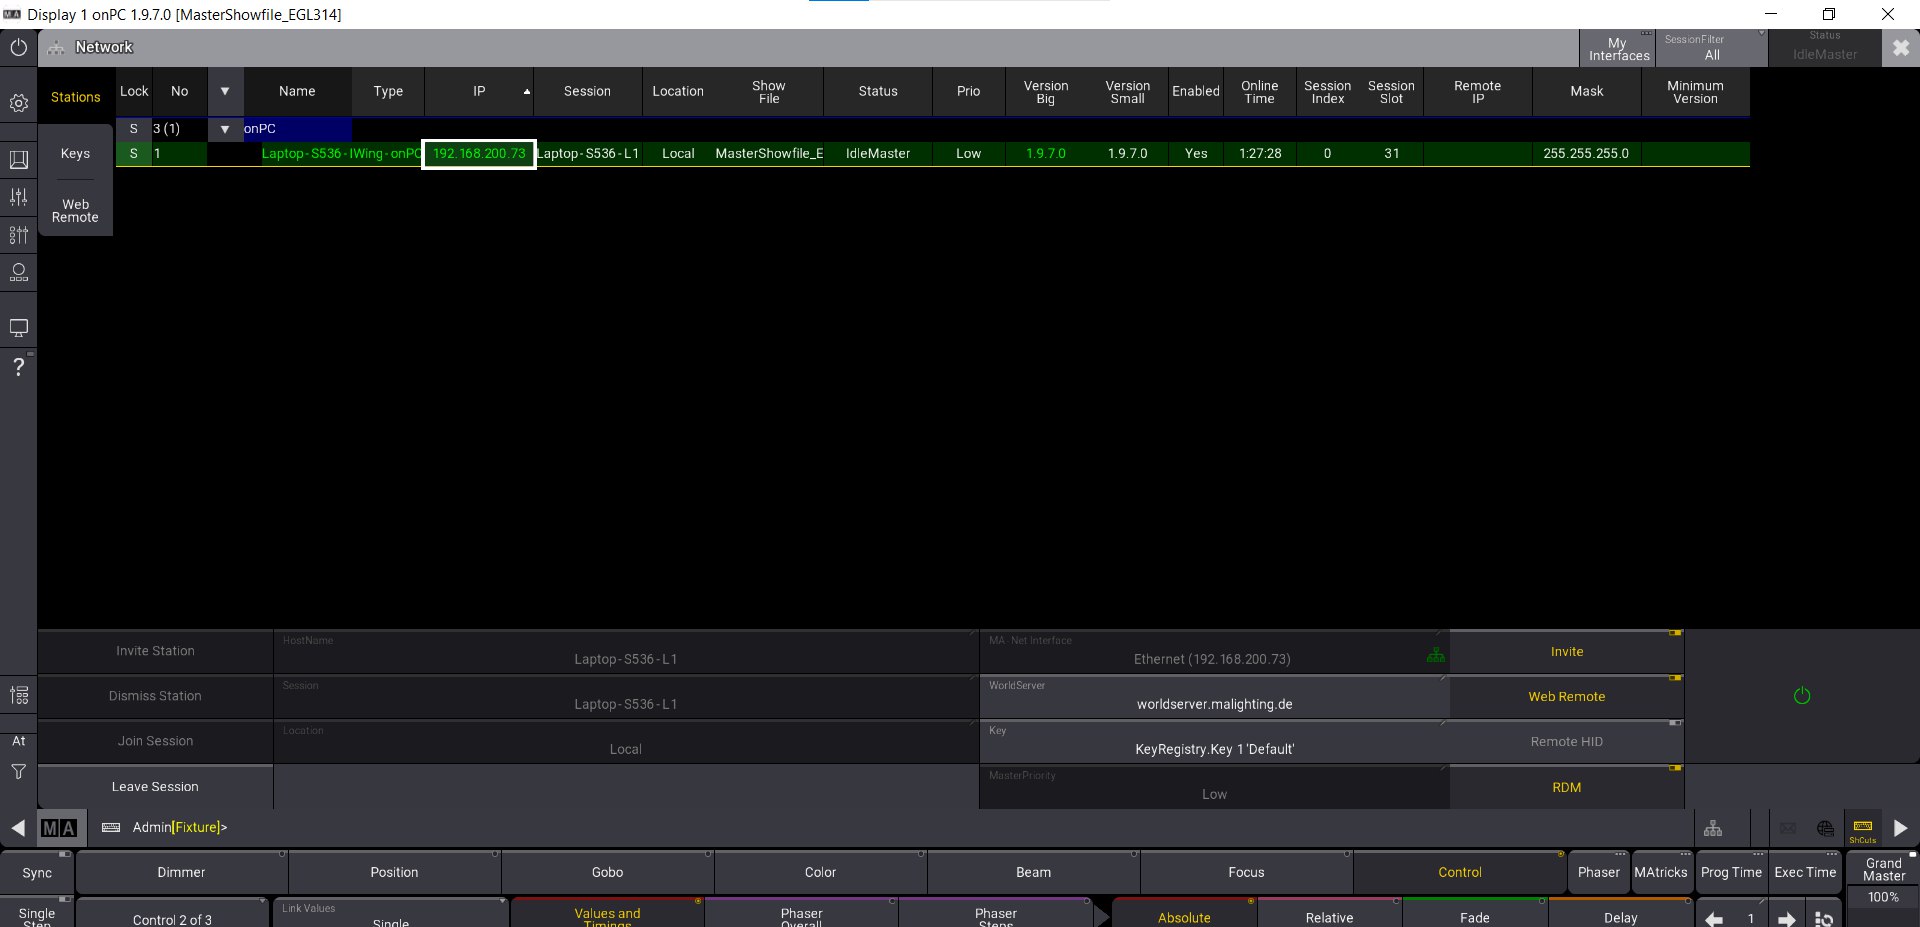 Display 1 onPC 1.9.7.0 [MasterShowfile_EGL314]
Network
My Interfaces
SessionFilter
All
Status
IdleMaster
Stations
Lock No Name Type IP Session Location Show File Status Prio Version Big Version Small Enabled Online Time Session Index Session Slot Remote IP Mask Minimum Version
S 3 (1) onPC
S 1 Laptop-S536-IWing-onPC 192.168.200.73 Laptop-S536-L1 Local MasterShowfile_E IdleMaster Low 1.9.7.0 1.9.7.0 Yes 1:27:28 0 31 255.255.255.0
Keys
Web
Remote
?
Invite Station
HostName
Laptop-S536-L1
MA-Net Interface
Ethernet (192.168.200.73)
Invite
Dismiss Station
Session
Laptop-S536-L1
WorldServer
worldserver.malighting.de
Web Remote
Join Session
Location
Local
Key
KeyRegistry.Key 1 'Default'
Remote HID
Leave Session
MasterPriority
Low
RDM
At
MA
Admin[Fixture]>
ShCuts
Sync Dimmer Position Gobo Color Beam Focus Control Phaser MAtricks Prog Time Exec Time Grand Master
100%
Single Step
Control 2 of 3
Link Values
Single
Values and Timings
Phaser Overall
Phaser Steps
Absolute Relative Fade Delay 1